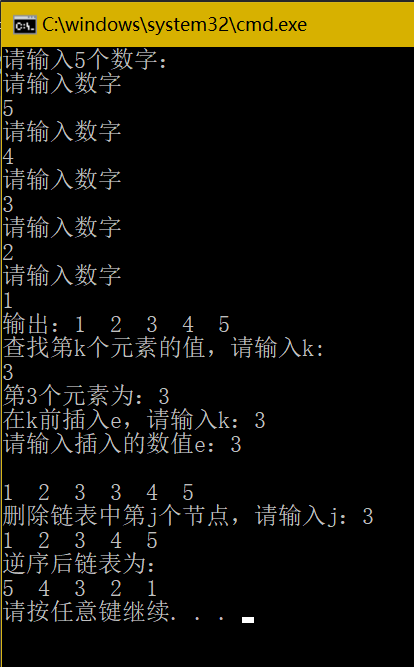 C:\windows\system32\cmd.exe
请输入5个数字:
请输入数字
5
请输入数字
4
请输入数字
3
请输入数字
2
请输入数字
1
输出: 1  2  3  4  5
查找第k个元素的值，请输入k:
3
第3个元素为: 3
在k前插入e，请输入k: 3
请输入插入的数值e: 3
1  2  3  3  4  5
删除链表中第j个节点，请输入j: 3
1  2  3  4  5
逆序后链表为:
5  4  3  2  1
请按任意键继续. . .